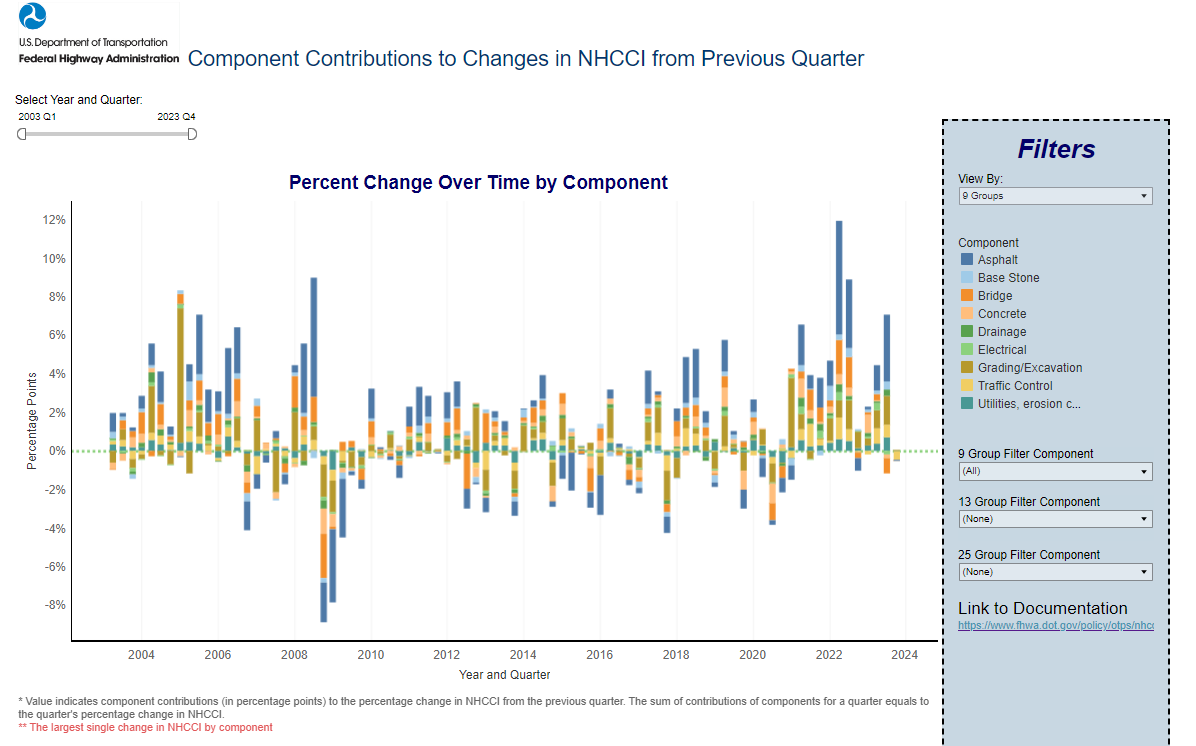 U.S. Department of Transportation
Federal Highway Administration
Component Contributions to Changes in NHCCI from Previous Quarter
Select Year and Quarter:
2003 Q1 2023 Q4
Percent Change Over Time by Component
12%
10%
8%
6%
4%
2%
0%
-2%
-4%
-6%
-8%
Percentage Points
2004 2006 2008 2010 2012 2014 2016 2018 2020 2022 2024
Year and Quarter
* Value indicates component contributions (in percentage points) to the percentage change in NHCCI from the previous quarter. The sum of contributions of components for a quarter equals to
the quarter's percentage change in NHCCI.
** The largest single change in NHCCI by component
Filters
View By:
9 Groups
Component
Asphalt
Base Stone
Bridge
Concrete
Drainage
Electrical
Grading/Excavation
Traffic Control
Utilities, erosion c...
9 Group Filter Component
(All)
13 Group Filter Component
(None)
25 Group Filter Component
(None)
Link to Documentation
https://www.fhwa.dot.gov/policy/otps/nhcc